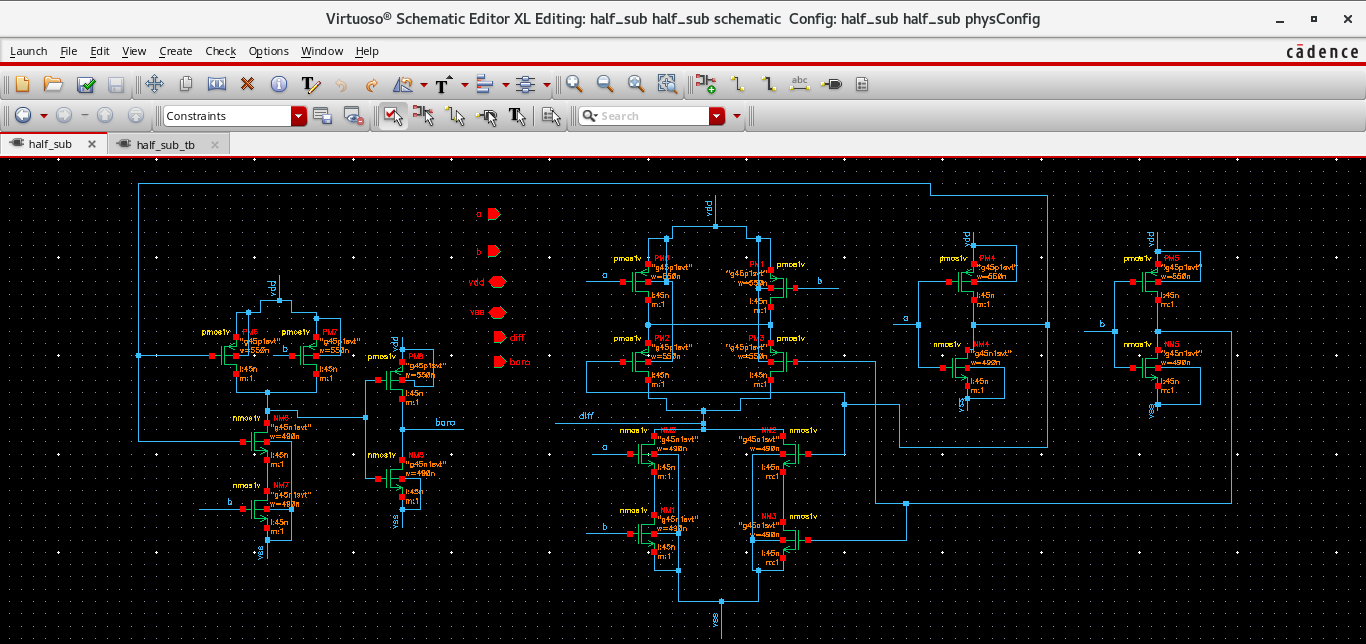 Virtuoso® Schematic Editor XL Editing: half_sub half_sub schematic Config: half_sub half_sub physConfig
Launch File Edit View Create Check Options Window Help
cādence
Constraints
Search
half_sub
half_sub_tb
a
b
vdd
vss
diff
boro
vdd
pmos1v
PM1
"g45p1svt"
w=550n
l:45n
m:1
a
b
pmos1v
l:45n
m:1
vdd
pmos1v
PM4
"g45p1svt"
w=550n
l:45n
m:1
vdd
pmos1v
PM5
"g45p1svt"
w=550n
l:45n
m:1
vdd
pmos1v
PM6
"g45p1svt"
w=550n
l:45n
m:1
b
pmos1v
PM7
"g45p1svt"
w=550n
l:45n
m:1
vdd
pmos1v
PM8
"g45p1svt"
w=550n
l:45n
m:1
pmos1v
PM2
"g45p1svt"
w=550n
l:45n
m:1
pmos1v
PM3
"g45p1svt"
w=550n
l:45n
m:1
a
nmos1v
NM4
"g45n1svt"
w=490n
l:45n
m:1
vss
b
nmos1v
NM5
"g45n1svt"
w=490n
l:45n
m:1
vss
nmos1v
NM6
"g45n1svt"
w=490n
l:45n
m:1
boro
diff
nmos1v
NM2
"g45n1svt"
w=490n
l:45n
m:1
a
nmos1v
"g45n1svt"
w=490n
l:45n
m:1
nmos1v
NM8
"g45n1svt"
w=490n
l:45n
m:1
vss
b
nmos1v
NM7
"g45n1svt"
w=490n
l:45n
m:1
vss
b
nmos1v
NM1
"g45n1svt"
w=490n
l:45n
m:1
nmos1v
NM3
"g45n1svt"
w=490n
l:45n
m:1
vss